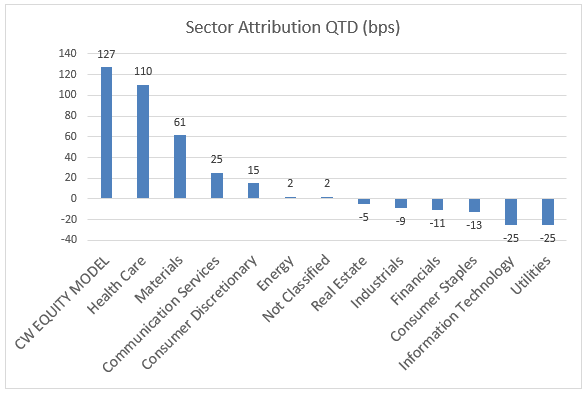 Sector Attribution QTD (bps)
140
120
100
80
60
40
20
0
-20
-40
127
110
61
25
15
2
2
-5
-9
-11
-13
-25
-25
CW EQUITY MODEL
Health Care
Materials
Communication Services
Consumer Discretionary
Energy
Not Classified
Real Estate
Industrials
Financials
Consumer Staples
Information Technology
Utilities